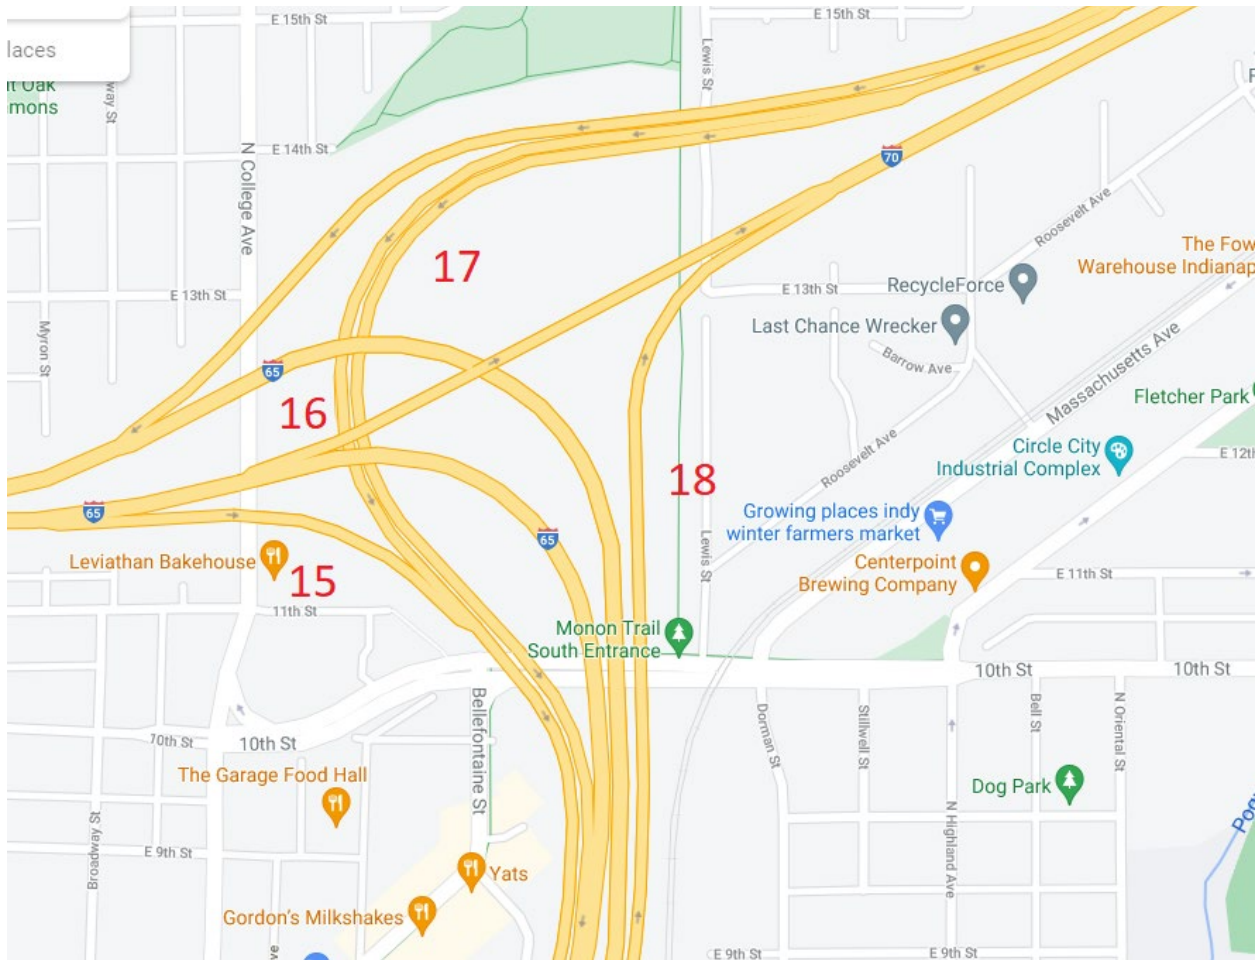 E 15th St
E 15th St
laces
mons
Lewis St
E 14th St
N College Ave
70
Roosevelt Ave
17
The Fow
Warehouse Indianap
E 13th St
E 13th St
RecycleForce
Last Chance Wrecker
Myron St
Barrow Ave
Massachusetts Ave
65
Fletcher Park
16
Circle City
Industrial Complex
E 12th
Roosevelt Ave
18
65
65
Growing places indy
winter farmers market
Leviathan Bakehouse
15
Lewis St
Centerpoint
Brewing Company
E 11th St
11th St
Monon Trail
South Entrance
10th St
10th St
Bellefontaine St
Dorman St
Stillwell St
Bell St
N Oriental St
10th St
10th St
The Garage Food Hall
Dog Park
N Highland Ave
Broadway St
E 9th St
Yats
Gordon's Milkshakes
E 9th St
E 9th St